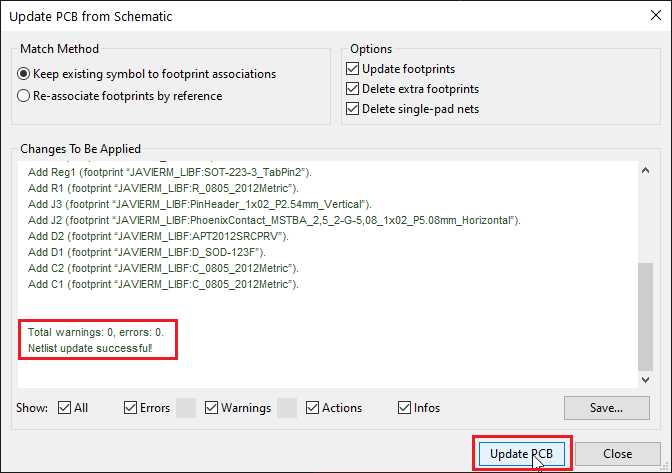 Update PCB from Schematic
Match Method
Keep existing symbol to footprint associations
Re-associate footprints by reference
Options
Update footprints
Delete extra footprints
Delete single-pad nets
Changes To Be Applied
Add Reg1 (footprint “JAVIERM_LIBF:SOT-223-3_TabPin2”).
Add R1 (footprint “JAVIERM_LIBF:R_0805_2012Metric”).
Add J3 (footprint “JAVIERM_LIBF:PinHeader_1x02_P2.54mm_Vertical”).
Add J2 (footprint “JAVIERM_LIBF:PhoenixContact_MSTBA_2,5_2-G-5,08_1x02_P5.08mm_Horizontal”).
Add D2 (footprint “JAVIERM_LIBF:APT2012SRCPRV”).
Add D1 (footprint “JAVIERM_LIBF:D_SOD-123F”).
Add C2 (footprint “JAVIERM_LIBF:C_0805_2012Metric”).
Add C1 (footprint “JAVIERM_LIBF:C_0805_2012Metric”).
Total warnings: 0, errors: 0.
Netlist update successful!
Show: All Errors Warnings Actions Infos Save...
Update PCB Close